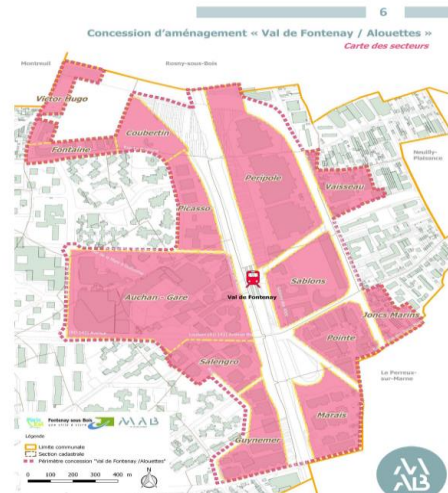 6
Concession d'aménagement « Val de Fontenay / Alouettes »
Carte des secteurs
Montreuil
Rosny-sous-Bois
Victor Hugo
Coubertin
Fontaine
Neuilly-
Plaisance
Péripole
Vaisseau
Picasso
Sablons
Val de Fontenay
Auchan - Gare
Joncs Marins
Pointe
Salengro
Le Perreux-
sur-Marne
Marais
Guynemer
Fontenay-sous-Bois
MAB
Légende
Limite communale
Section cadastrale
Périmètre concession "Val de Fontenay /Alouettes"
0 100 200 300 400 m
N